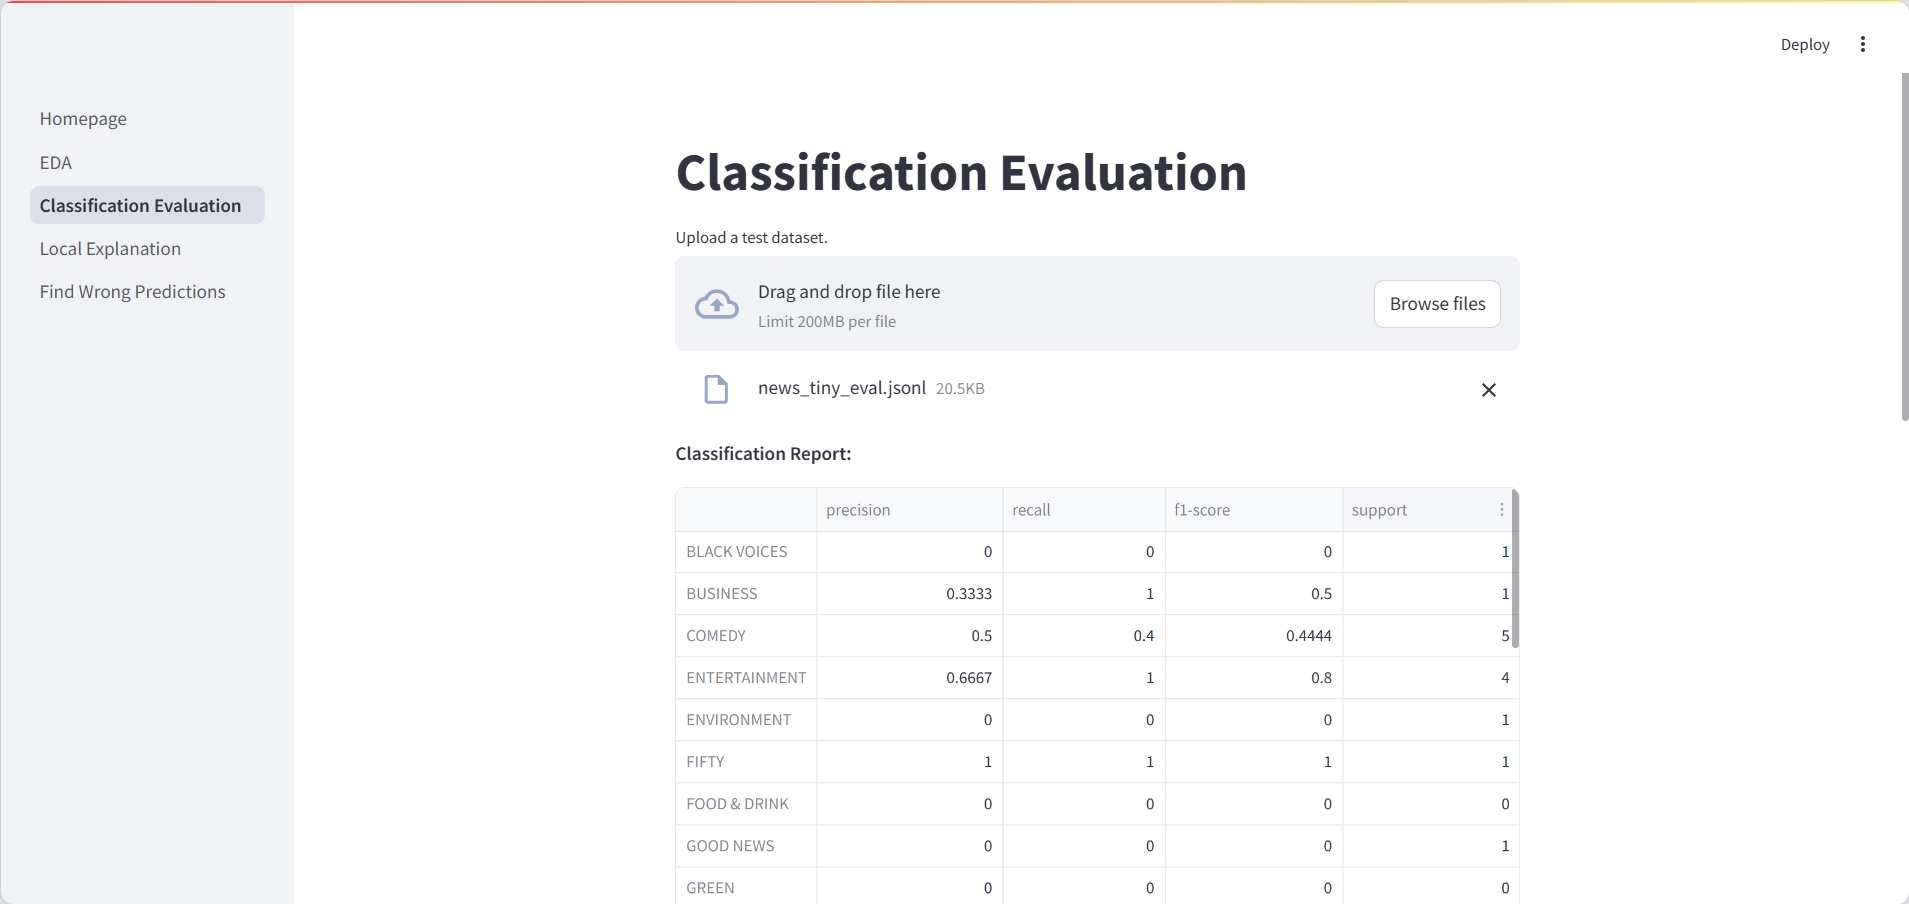 Deploy
Homepage
EDA
Classification Evaluation
Local Explanation
Find Wrong Predictions
Classification Evaluation
Upload a test dataset.
Drag and drop file here
Limit 200MB per file
Browse files
news_tiny_eval.jsonl 20.5KB
Classification Report:
precision recall f1-score support
BLACK VOICES 0 0 0 1
BUSINESS 0.3333 1 0.5 1
COMEDY 0.5 0.4 0.4444 5
ENTERTAINMENT 0.6667 1 0.8 4
ENVIRONMENT 0 0 0 1
FIFTY 1 1 1 1
FOOD & DRINK 0 0 0 0
GOOD NEWS 0 0 0 1
GREEN 0 0 0 0